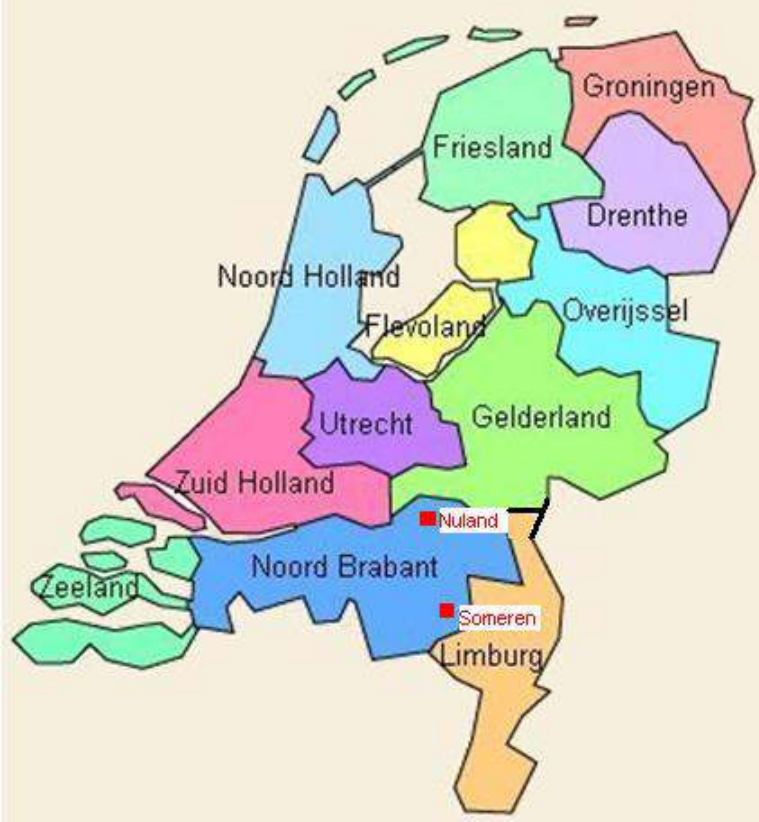 Groningen
Friesland
Drenthe
Noord Holland
Overijssel
Flevoland
Gelderland
Utrecht
Zuid Holland
Nuland
Noord Brabant
Zeeland
Someren
Limburg